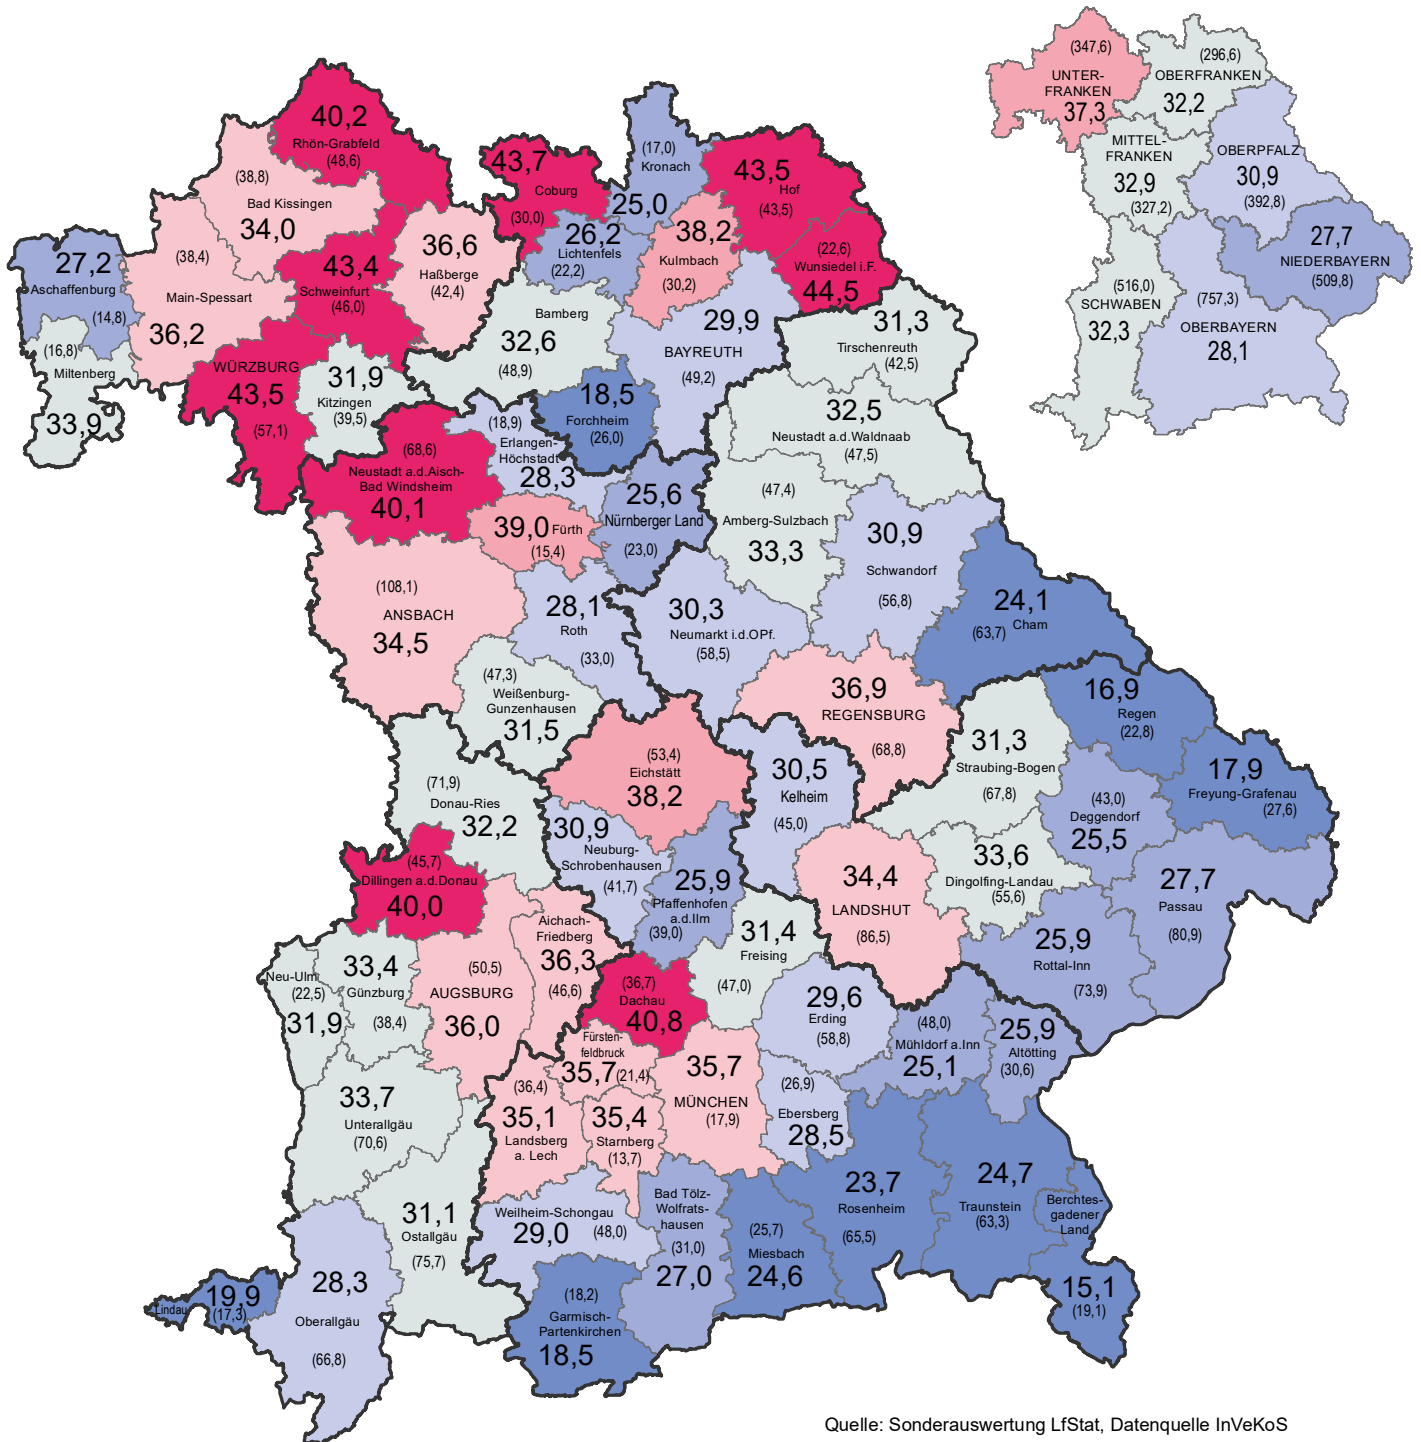 (347,6)
UNTER-
FRANKEN
37,3
(296,6)
OBERFRANKEN
32,2
MITTEL-
FRANKEN
32,9
(327,2)
OBERPFALZ
30,9
(392,8)
27,7
NIEDERBAYERN
(509,8)
(516,0)
SCHWABEN
32,3
(757,3)
OBERBAYERN
28,1
40,2
Rhön-Grabfeld
(48,6)
(38,8)
Bad Kissingen
34,0
43,7
Coburg
(30,0)
(17,0)
Kronach
25,0
43,5
Hof
(43,5)
26,2
Lichtenfels
(22,2)
38,2
Kulmbach
(30,2)
(22,6)
Wunsiedel i.F.
44,5
27,2
Aschaffenburg
(14,8)
(38,4)
Main-Spessart
36,2
43,4
Schweinfurt
(46,0)
36,6
Haßberge
(42,4)
(16,8)
Miltenberg
33,9
WÜRZBURG
43,5
(57,1)
31,9
Kitzingen
(39,5)
Bamberg
32,6
(48,9)
29,9
BAYREUTH
(49,2)
31,3
Tirschenreuth
(42,5)
18,5
Forchheim
(26,0)
32,5
Neustadt a.d.Waldnaab
(47,5)
(68,6)
Neustadt a.d.Aisch-
Bad Windsheim
40,1
(18,9)
Erlangen-
Höchstadt
28,3
25,6
Nürnberger Land
(23,0)
39,0 Fürth
(15,4)
(47,4)
Amberg-Sulzbach
33,3
30,9
Schwandorf
(56,8)
(108,1)
ANSBACH
34,5
28,1
Roth
(33,0)
30,3
Neumarkt i.d.OPf.
(58,5)
24,1
(63,7) Cham
(47,3)
Weißenburg-
Gunzenhausen
31,5
36,9
REGENSBURG
(68,8)
16,9
Regen
(22,8)
31,3
Straubing-Bogen
(67,8)
17,9
Freyung-Grafenau
(27,6)
(53,4)
Eichstätt
38,2
30,5
Kelheim
(45,0)
(43,0)
Deggendorf
25,5
(71,9)
Donau-Ries
32,2
30,9
Neuburg-
Schrobenhausen
(41,7)
25,9
Pfaffenhofen
a.d.Ilm
(39,0)
34,4
LANDSHUT
(86,5)
33,6
Dingolfing-Landau
(55,6)
27,7
Passau
(80,9)
(45,7)
Dillingen a.d.Donau
40,0
Aichach-
Friedberg
36,3
(46,6)
31,4
Freising
(47,0)
25,9
Rottal-Inn
(73,9)
Neu-Ulm
(22,5)
31,9
33,4
Günzburg
(38,4)
(50,5)
AUGSBURG
36,0
(36,7)
Dachau
40,8
29,6
Erding
(58,8)
(48,0)
Mühldorf a.Inn
25,1
25,9
Altötting
(30,6)
Fürsten-
feldbruck
35,7 (21,4)
35,7
MÜNCHEN
(17,9)
(26,9)
Ebersberg
28,5
33,7
Unterallgäu
(70,6)
(36,4)
35,1
Landsberg
a. Lech
35,4
Starnberg
(13,7)
31,1
Ostallgäu
(75,7)
Weilheim-Schongau
29,0 (48,0)
Bad Tölz-
Wolfrats-
hausen
(31,0)
27,0
(25,7)
Miesbach
24,6
23,7
Rosenheim
(65,5)
24,7
Traunstein
(63,3)
Berchtes-
gadener
Land
15,1
(19,1)
19,9
Lindau
(17,3)
28,3
Oberallgäu
(66,8)
(18,2)
Garmisch-
Partenkirchen
18,5
Quelle: Sonderauswertung LfStat, Datenquelle InVeKoS